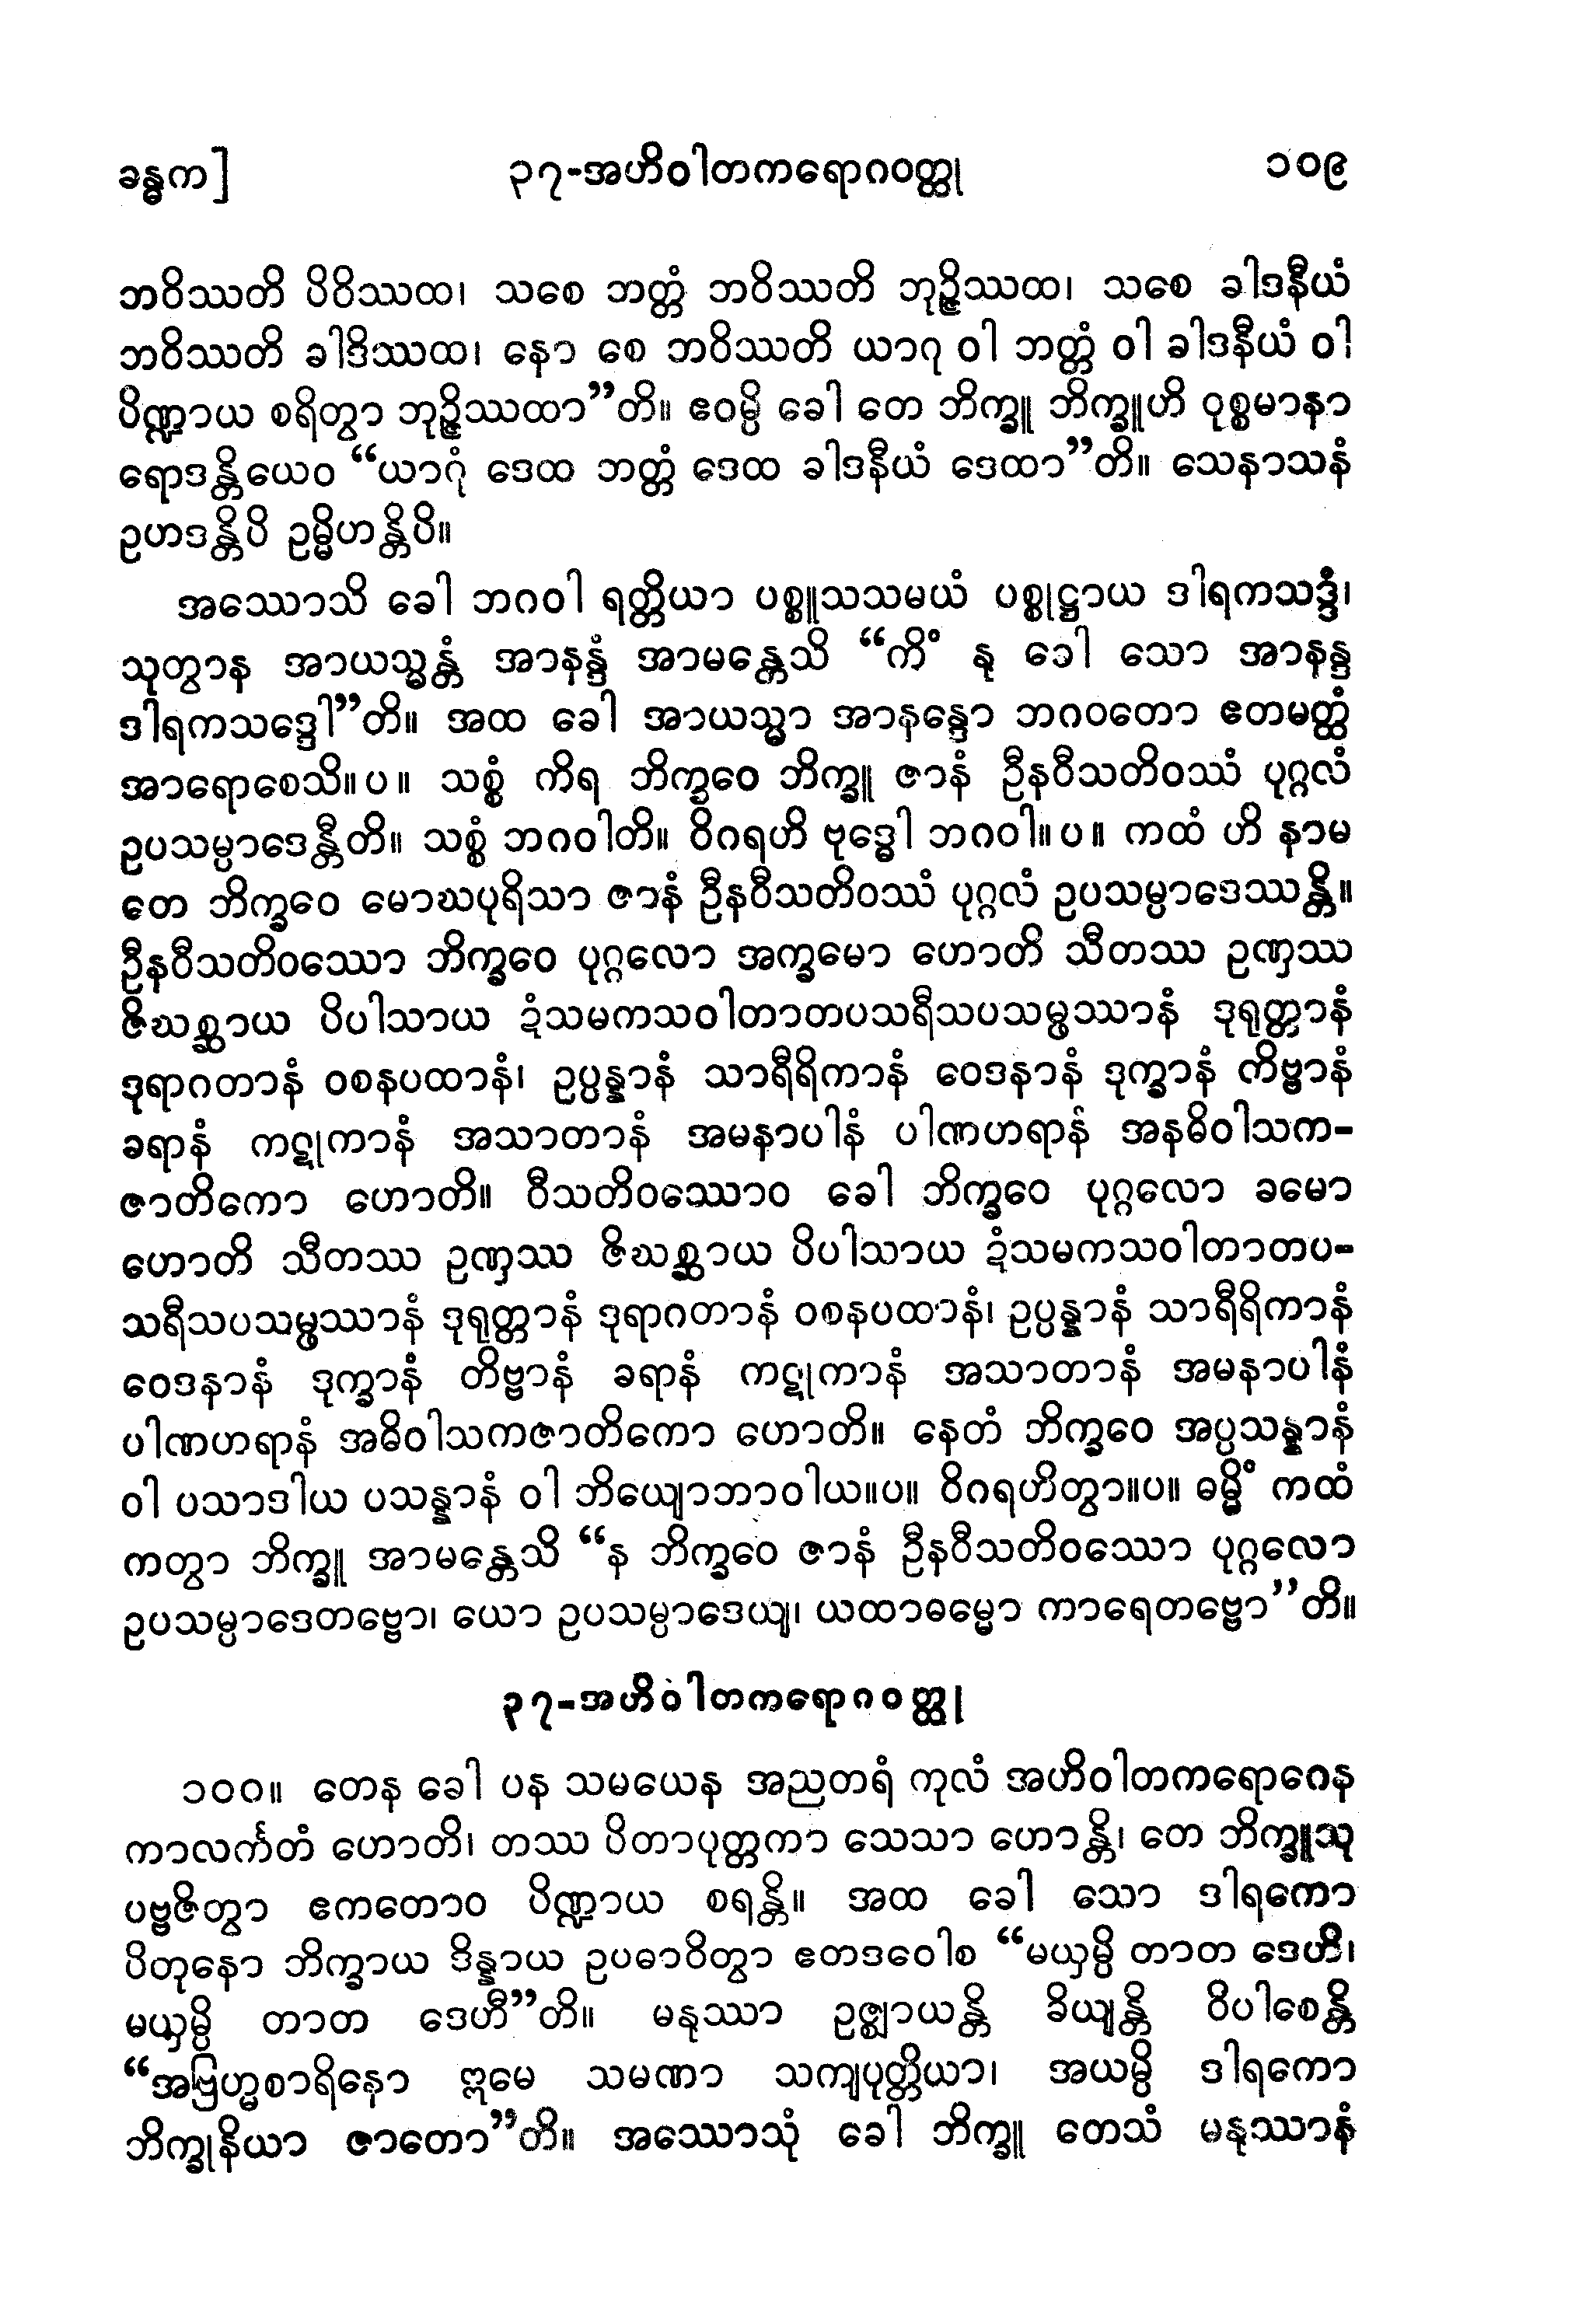 ခန္ဓက]
၃၇-အဟိဝါတကရောဂဝတ္ထု
၁၀၉
ဘဝိဿတိ ပိဝိဿထ၊ သစေ ဘတ္တံ ဘဝိဿတိ ဘုဉ္ဇိဿထ၊ သစေ ခါဒနီယံ
ဘဝိဿတိ ခါဒိဿထ၊ နော စေ ဘဝိဿတိ ယာဂု ဝါ ဘတ္တံ ဝါ ခါဒနီယံ ဝါ
ပိဏ္ဍာယ စရိတွာ ဘုဉ္ဇိဿထာ”တိ။ ဧဝမ္ပိ ခေါ တေ ဘိက္ခူ ဘိက္ခူဟိ ဝုစ္စမာနာ
ရောဒန္တိယေဝ “ယာဂုံ ဒေထ ဘတ္တံ ဒေထ ခါဒနီယံ ဒေထာ”တိ။ သေနာသနံ
ဥဟဒန္တိပိ ဥမ္မိဟန္တိပိ။
အဿောသိ ခေါ ဘဂဝါ ရတ္တိယာ ပစ္စူသသမယံ ပစ္စုဋ္ဌာယ ဒါရကသဒ္ဒံ၊
သုတွာန အာယသ္မန္တံ အာနန္ဒံ အာမန္တေသိ “ကိံ နု ခေါ သော အာနန္ဒ
ဒါရကသဒ္ဒေါ”တိ။ အထ ခေါ အာယသ္မာ အာနန္ဒော ဘဂဝတော ဧတမတ္ထံ
အာရောစေသိ။ပ။ သစ္စံ ကိရ ဘိက္ခဝေ ဘိက္ခူ ဇာနံ ဦနဝီသတိဝဿံ ပုဂ္ဂလံ
ဥပသမ္ပာဒေန္တီတိ။ သစ္စံ ဘဂဝါတိ။ ဝိဂရဟိ ဗုဒ္ဓေါ ဘဂဝါ။ပ။ ကထံ ဟိ နာမ
တေ ဘိက္ခဝေ မောဃပုရိသာ ဇာနံ ဦနဝီသတိဝဿံ ပုဂ္ဂလံ ဥပသမ္ပာဒေဿန္တိ။
ဦနဝီသတိဝဿော ဘိက္ခဝေ ပုဂ္ဂလော အက္ခမော ဟောတိ သီတဿ ဥဏှဿ
ဇိဃစ္ဆာယ ပိပါသာယ ဍံသမကသဝါတာတပသရီသပသမ္ဖဿာနံ ဒုရုတ္တာနံ
ဒုရာဂတာနံ ဝစနပထာနံ၊ ဥပ္ပန္နာနံ သာရီရိကာနံ ဝေဒနာနံ ဒုက္ခာနံ တိဗ္ဗာနံ
ခရာနံ ကဋုကာနံ အသာတာနံ အမနာပါနံ ပါဏဟရာနံ အနဓိဝါသက-
ဇာတိကော ဟောတိ။ ဝီသတိဝဿောဝ ခေါ ဘိက္ခဝေ ပုဂ္ဂလော ခမော
ဟောတိ သီတဿ ဥဏှဿ ဇိဃစ္ဆာယ ပိပါသာယ ဍံသမကသဝါတာတပ-
သရီသပသမ္ဖဿာနံ ဒုရုတ္တာနံ ဒုရာဂတာနံ ဝစနပထာနံ၊ ဥပ္ပန္နာနံ သာရီရိကာနံ
ဝေဒနာနံ ဒုက္ခာနံ တိဗ္ဗာနံ ခရာနံ ကဋုကာနံ အသာတာနံ အမနာပါနံ
ပါဏဟရာနံ အဓိဝါသကဇာတိကော ဟောတိ။ နေတံ ဘိက္ခဝေ အပ္ပသန္နာနံ
ဝါ ပသာဒါယ ပသန္နာနံ ဝါ ဘိယျောဘာဝါယ။ပ။ ဝိဂရဟိတွာ။ပ။ ဓမ္မိံ ကထံ
ကတွာ ဘိက္ခူ အာမန္တေသိ “န ဘိက္ခဝေ ဇာနံ ဦနဝီသတိဝဿော ပုဂ္ဂလော
ဥပသမ္ပာဒေတဗ္ဗော၊ ယော ဥပသမ္ပာဒေယျ၊ ယထာဓမ္မော ကာရေတဗ္ဗော”တိ။
၃၇-အဟိဝါတကရောဂဝတ္ထု
၁၀၀။ တေန ခေါ ပန သမယေန အညတရံ ကုလံ အဟိဝါတကရောဂေန
ကာလင်္ကတံ ဟောတိ၊ တဿ ပိတာပုတ္တကာ သေသာ ဟောန္တိ၊ တေ ဘိက္ခူသု
ပဗ္ဗဇိတွာ ဧကတောဝ ပိဏ္ဍာယ စရန္တိ။ အထ ခေါ သော ဒါရကော
ပိတုနော ဘိက္ခာယ ဒိန္နာယ ဥပဓာဝိတွာ ဧတဒဝေါစ “မယှမ္ပိ တာတ ဒေဟိ၊
မယှမ္ပိ တာတ ဒေဟီ”တိ။ မနုဿာ ဥဇ္ဈာယန္တိ ခိယျန္တိ ဝိပါစေန္တိ
“အဗြဟ္မစာရိနော ဣမေ သမဏာ သကျပုတ္တိယာ၊ အယမ္ပိ ဒါရကော
ဘိက္ခုနိယာ ဇာတော”တိ။ အဿောသုံ ခေါ ဘိက္ခူ တေသံ မနုဿာနံ